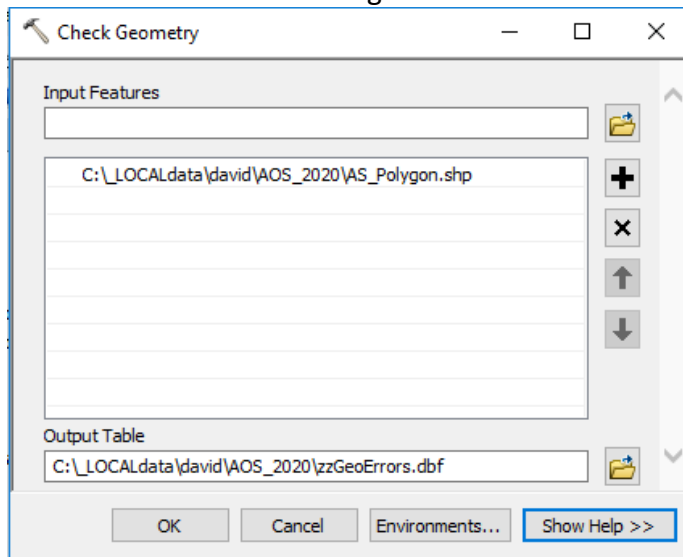 Check Geometry
Input Features
C:\_LOCALdata\david\AOS_2020\AS_Polygon.shp
Output Table
C:\_LOCALdata\david\AOS_2020\zzGeoErrors.dbf
OK Cancel Environments... Show Help >>